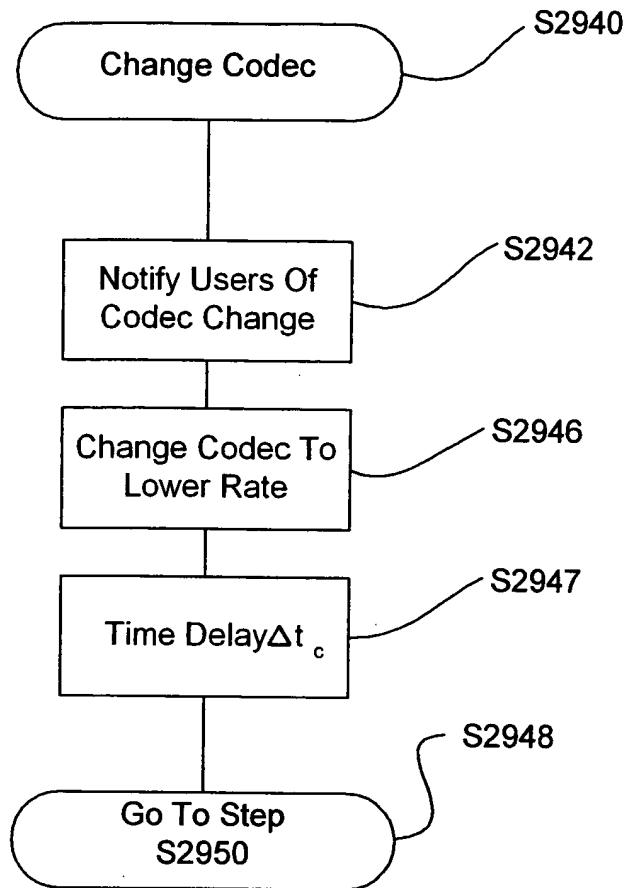 Change Codec
S2940
Notify Users Of
Codec Change
S2942
Change Codec To
Lower Rate
S2946
Time DelayΔt c
S2947
Go To Step
S2950
S2948